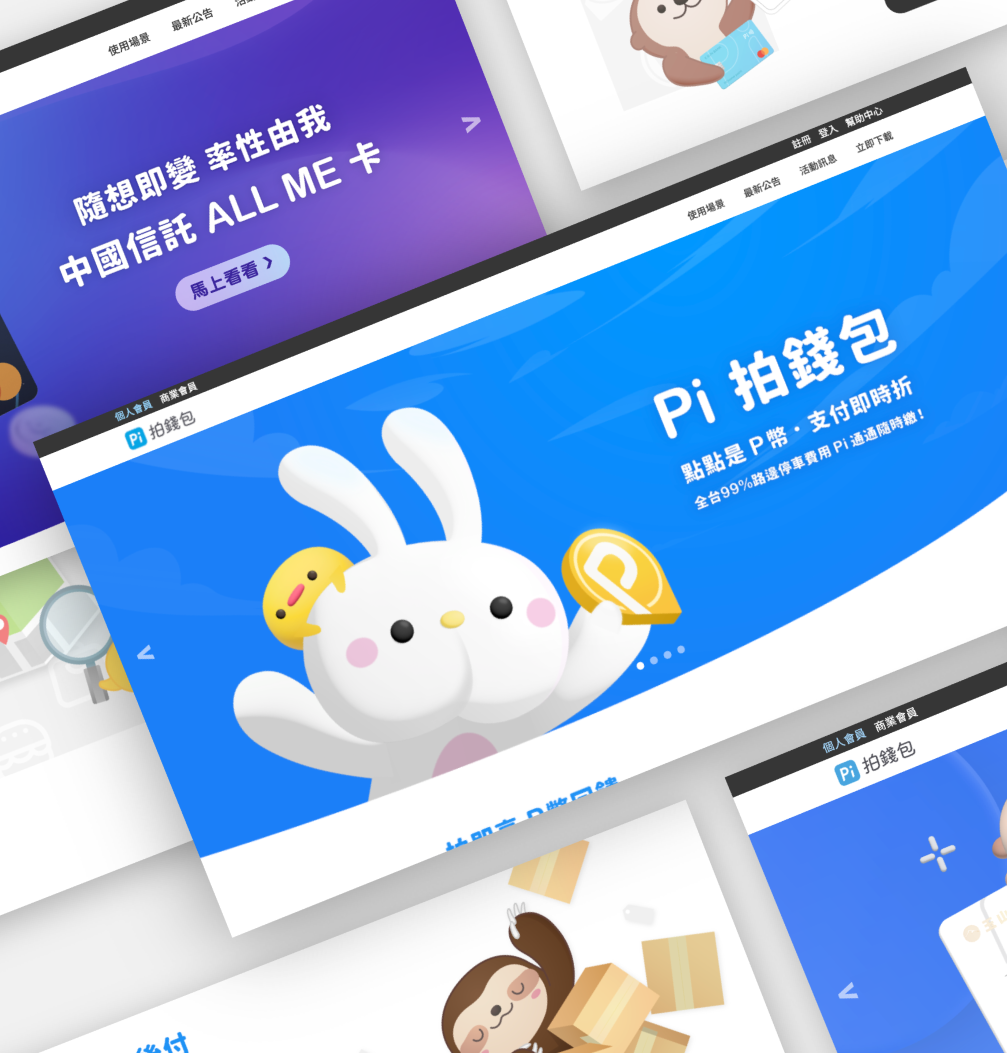 使用場景 最新公告
隨想即變 率性由我
中國信託 ALL ME 卡
馬上看看
註冊 登入 幫助中心
使用場景 最新公告 活動訊息 立即下載
個人會員 商業會員
Pi 拍錢包
Pi 拍錢包
點點是 P 幣・支付即時折
全台99%路邊停車費用 Pi 通通隨時繳!
個人會員 商業會員
Pi 拍錢包
後付